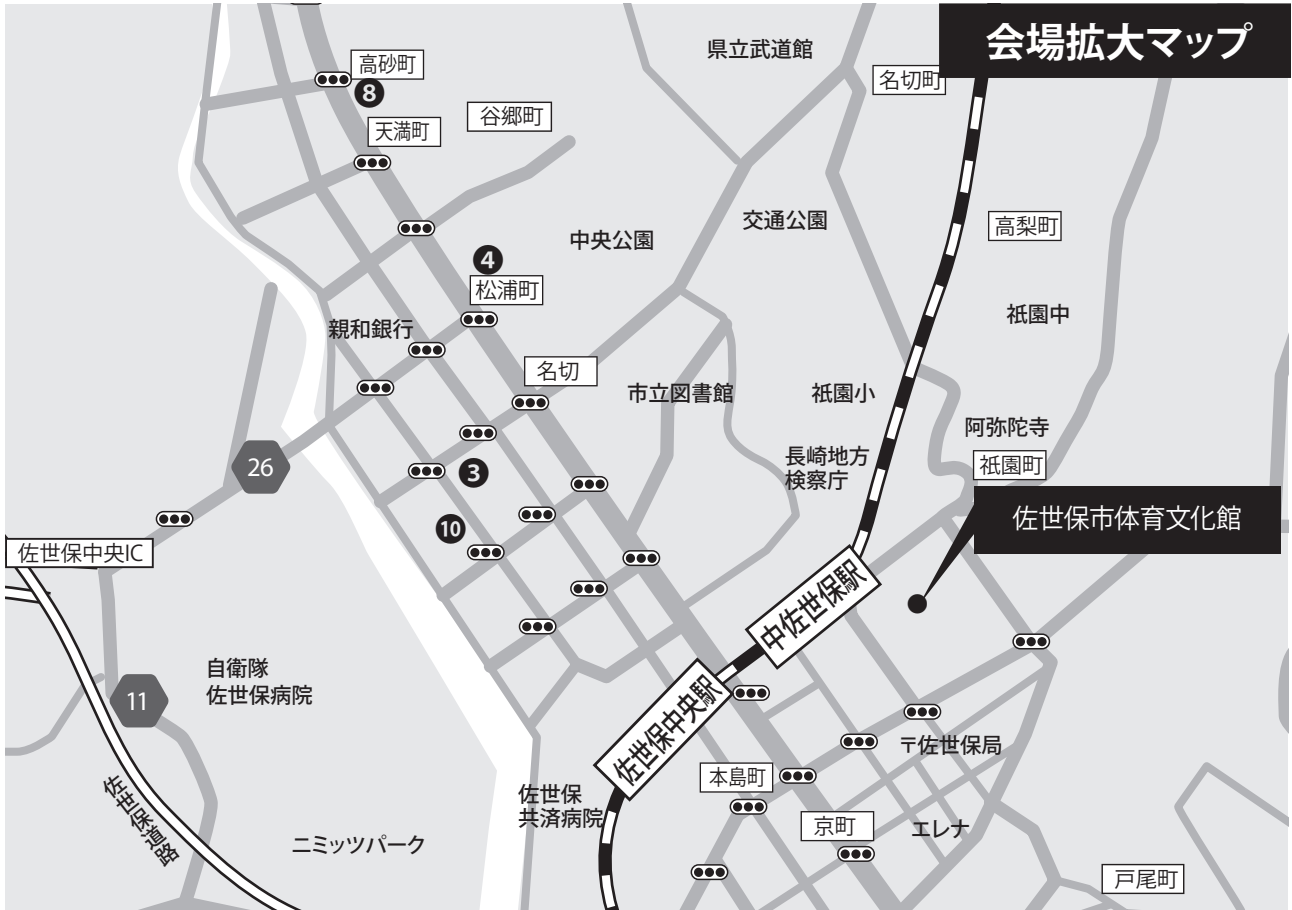 会場拡大マップ
県立武道館
高砂町
名切町
8
谷郷町
天満町
交通公園
高梨町
中央公園
4
松浦町
祇園中
親和銀行
名切
市立図書館
祇園小
阿弥陀寺
長崎地方
検察庁
祇園町
26
3
10
佐世保市体育文化館
佐世保中央IC
中佐世保駅
自衛隊
佐世保病院
11
佐世保中央駅
〒佐世保局
本島町
佐世保
共済病院
佐世保道路
京町
エレナ
ニミッツパーク
戸尾町